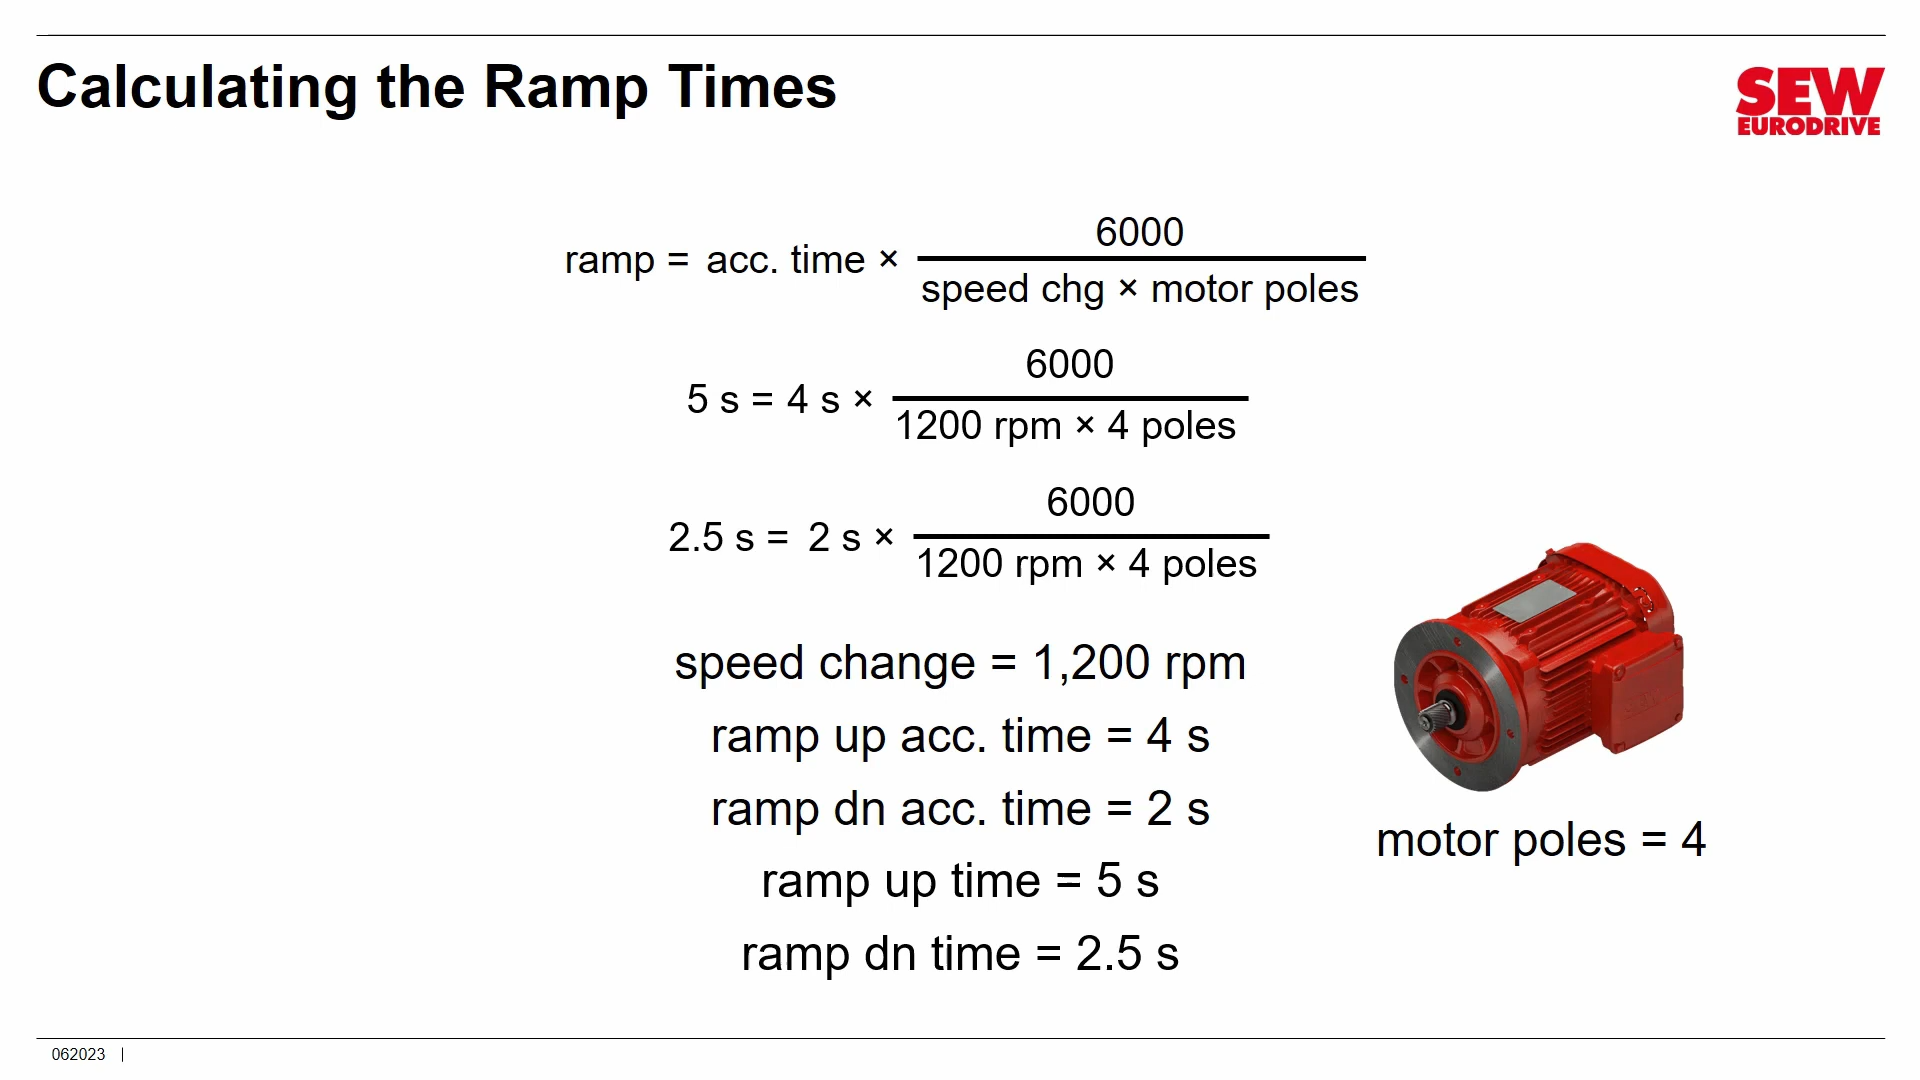 Calculating the Ramp Times
SEW
EURODRIVE
ramp = acc. time × 6000
speed chg × motor poles
5 s = 4 s × 6000
1200 rpm × 4 poles
2.5 s = 2 s × 6000
1200 rpm × 4 poles
speed change = 1,200 rpm
ramp up acc. time = 4 s
ramp dn acc. time = 2 s
ramp up time = 5 s
ramp dn time = 2.5 s
motor poles = 4
062023 |